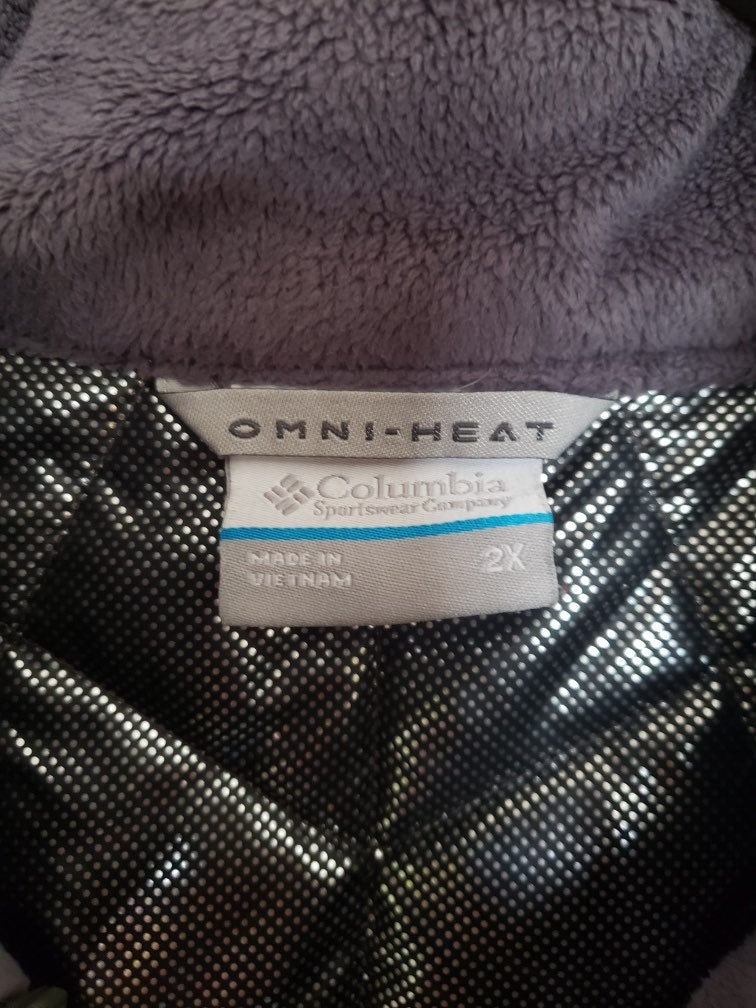 OMNI-HEAT
Columbia
Sportswear Company
MADE IN
VIETNAM
2X